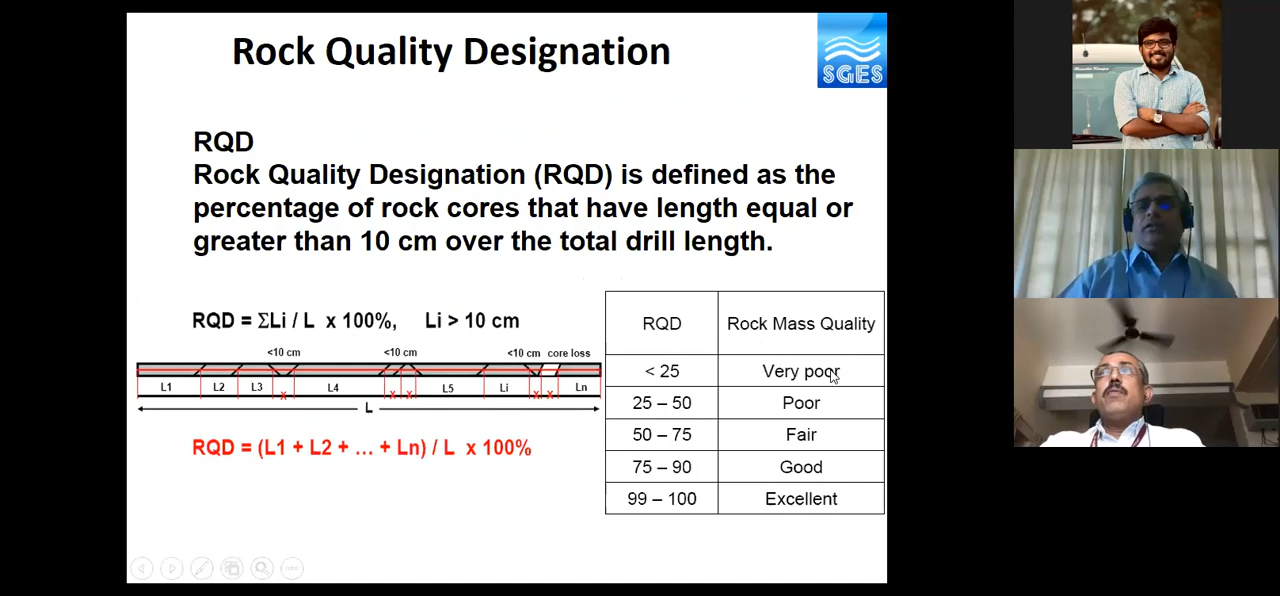 Rock Quality Designation
SGES
RQD
Rock Quality Designation (RQD) is defined as the
percentage of rock cores that have length equal or
greater than 10 cm over the total drill length.
RQD = ΣLi / L x 100%, Li > 10 cm
<10 cm <10 cm <10 cm core loss
L1 L2 L3 x L4 x x L5 Li x x Ln
L
RQD = (L1 + L2 + ... + Ln) / L x 100%
RQD Rock Mass Quality
< 25 Very poor
25 – 50 Poor
50 – 75 Fair
75 – 90 Good
99 – 100 Excellent